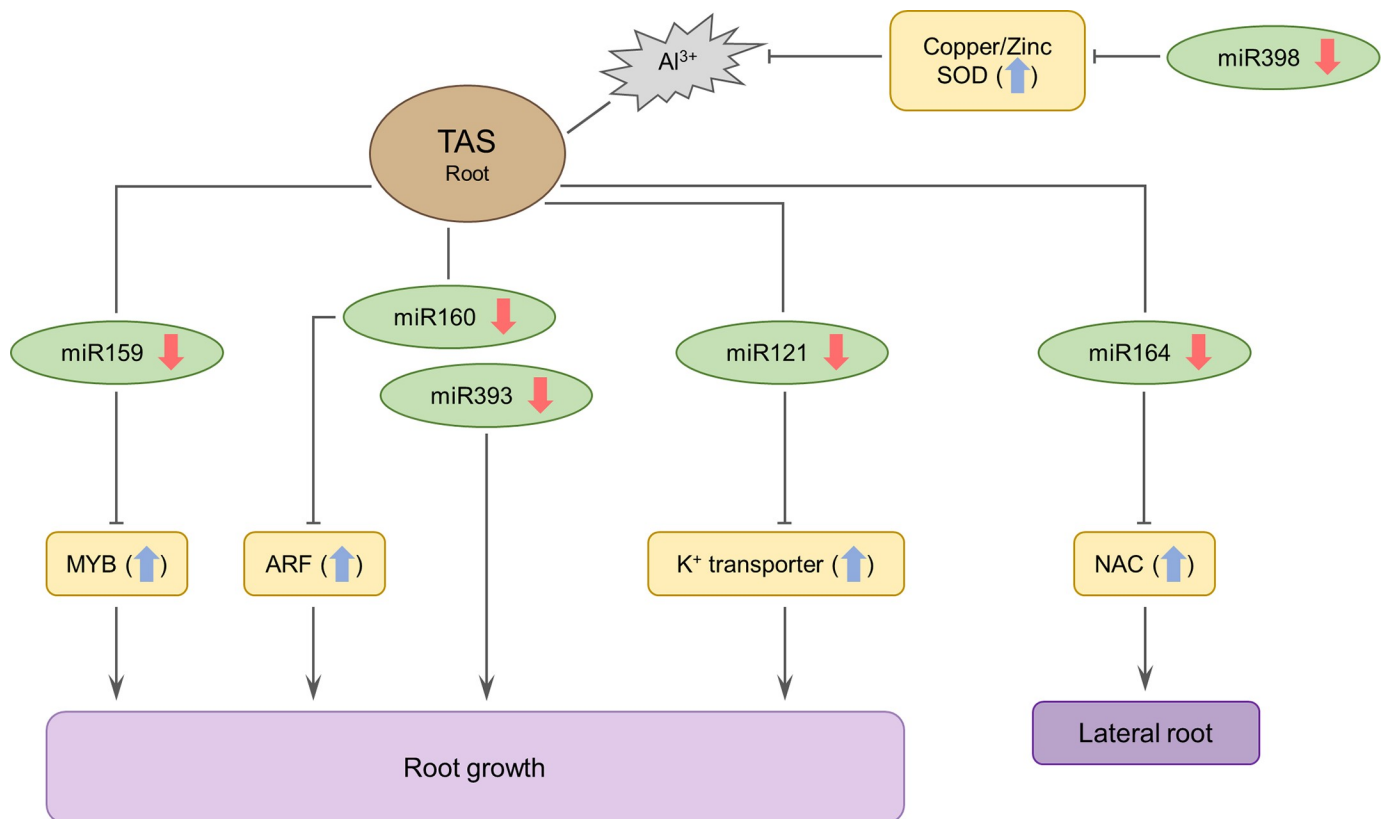 Al³⁺
Copper/Zinc
SOD ( )
miR398
TAS
Root
miR160
miR159
miR393
miR121
miR164
MYB ( )
ARF ( )
K⁺ transporter ( )
NAC ( )
Root growth
Lateral root